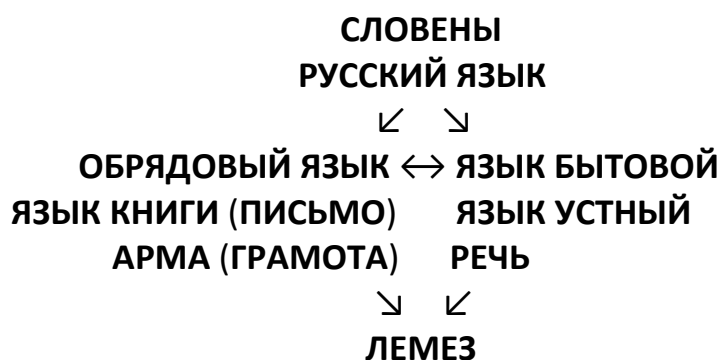 СЛОВЕНЫ
РУССКИЙ ЯЗЫК
↙ ↘
ОБРЯДОВЫЙ ЯЗЫК ↔ ЯЗЫК БЫТОВОЙ
ЯЗЫК КНИГИ (ПИСЬМО) ЯЗЫК УСТНЫЙ
АРМА (ГРАМОТА) РЕЧЬ
↘ ↙
ЛЕМЕЗ